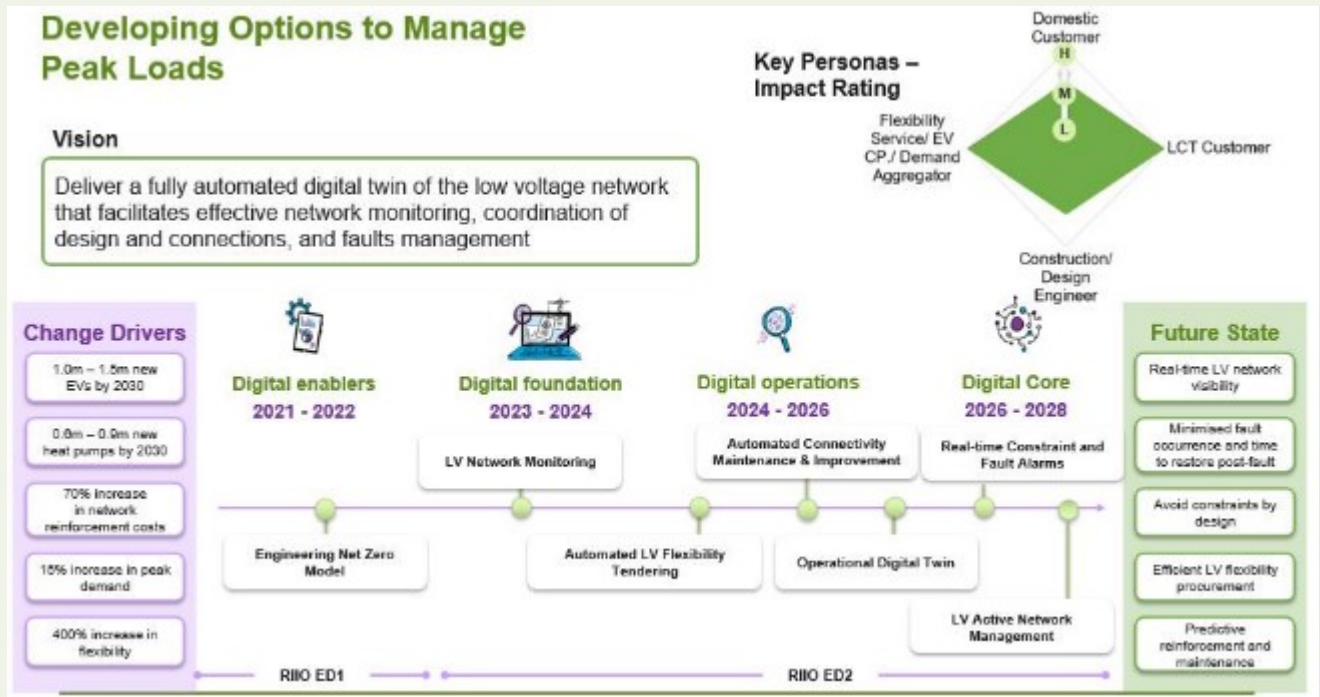 Developing Options to Manage
Peak Loads
Vision
Deliver a fully automated digital twin of the low voltage network
that facilitates effective network monitoring, coordination of
design and connections, and faults management
Key Personas –
Impact Rating
Domestic
Customer
H
M
L
Flexibility
Service/ EV
CP./ Demand
Aggregator
LCT Customer
Construction/
Design
Engineer
Change Drivers
1.0m – 1.5m new
EVs by 2030
0.6m – 0.9m new
heat pumps by 2030
70% increase
in network
reinforcement costs
15% increase in peak
demand
400% increase in
flexibility
Digital enablers
2021 - 2022
Digital foundation
2023 - 2024
Digital operations
2024 - 2026
Digital Core
2026 - 2028
LV Network Monitoring
Automated Connectivity
Maintenance & Improvement
Real-time Constraint and
Fault Alarms
Engineering Net Zero
Model
Automated LV Flexibility
Tendering
Operational Digital Twin
LV Active Network
Management
RIIO ED1
RIIO ED2
Future State
Real-time LV network
visibility
Minimised fault
occurrence and time
to restore post-fault
Avoid constraints by
design
Efficient LV flexibility
procurement
Predictive
reinforcement and
maintenance